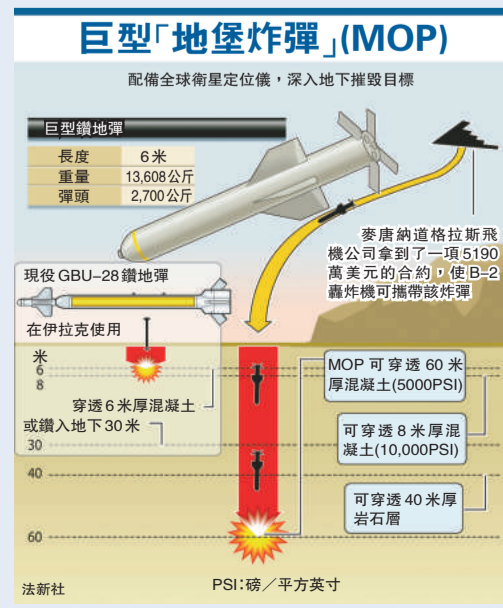 巨型「地堡炸彈」(MOP)
配備全球衛星定位儀，深入地下摧毀目標
巨型鑽地彈
長度 6米
重量 13,608公斤
彈頭 2,700公斤
麥唐納道格拉斯飛
機公司拿到了一項5190
萬美元的合約，使B–2
轟炸機可攜帶該炸彈
現役GBU–28鑽地彈
在伊拉克使用
米
6
8
穿透6米厚混凝土
或鑽入地下30米
30
40
60
MOP可穿透60米
厚混凝土(5000PSI)
可穿透8米厚混
凝土(10,000PSI)
可穿透40米厚
岩石層
法新社
PSI：磅／平方英寸